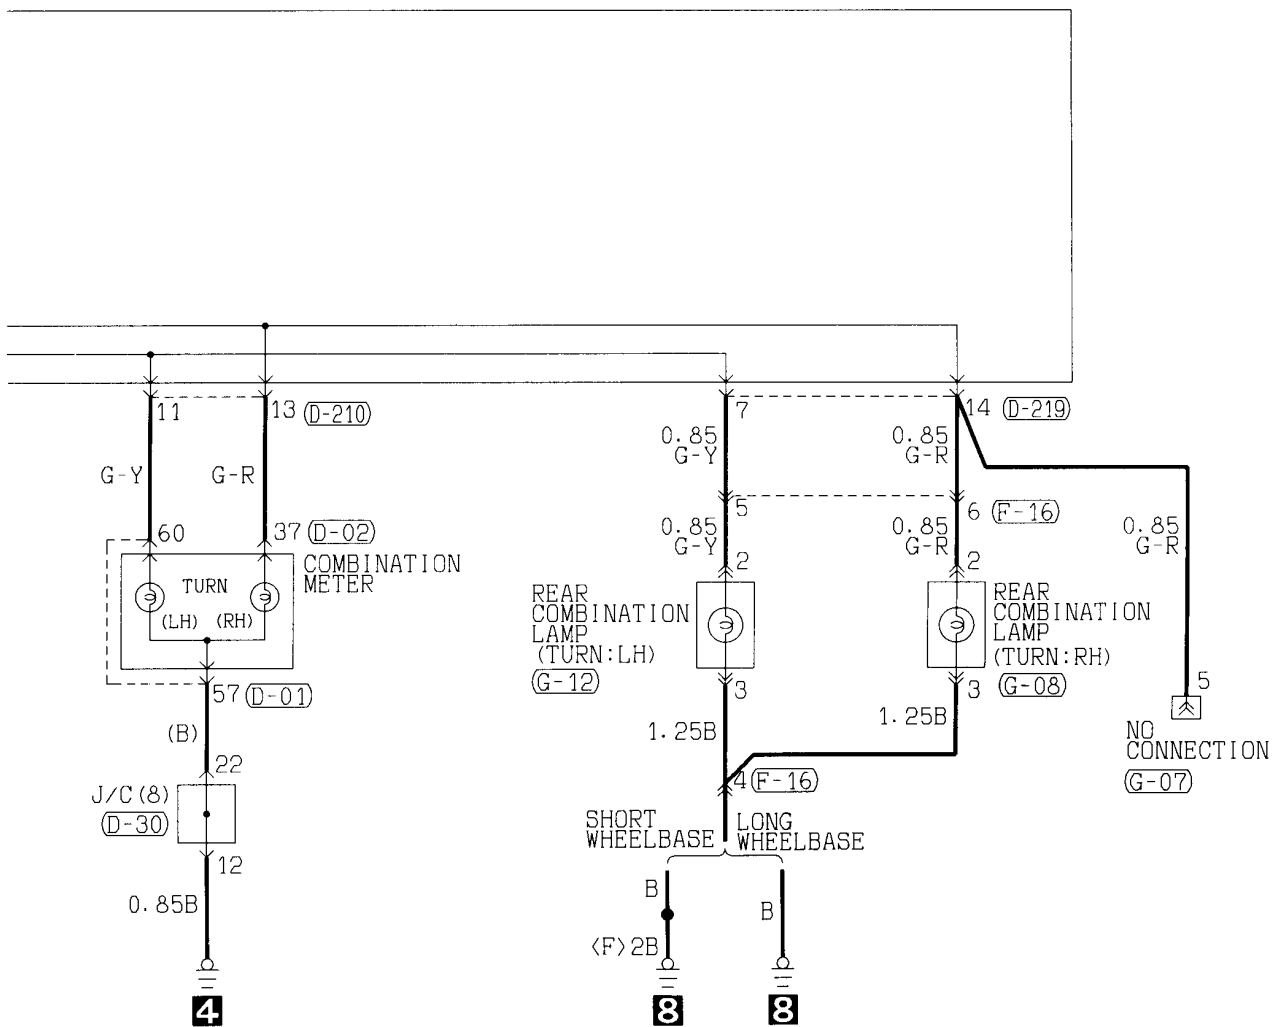 11
13 (D-210)
7
14 (D-219)
G-Y
G-R
0.85
G-Y
0.85
G-R
60
37 (D-02)
5
6 (F-16)
COMBINATION
METER
TURN
(LH) (RH)
0.85
G-Y
0.85
G-R
0.85
G-R
2
2
REAR
COMBINATION
LAMP
(TURN:LH)
(G-12)
REAR
COMBINATION
LAMP
(TURN:RH)
(G-08)
57 (D-01)
3
3
5
(B)
1.25B
1.25B
NO
CONNECTION
(G-07)
22
J/C(8)
(D-30)
4 (F-16)
SHORT
WHEELBASE
LONG
WHEELBASE
12
0.85B
B
B
<F>2B
4
8
8